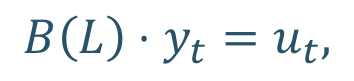 B(L) · y_t = u_t,